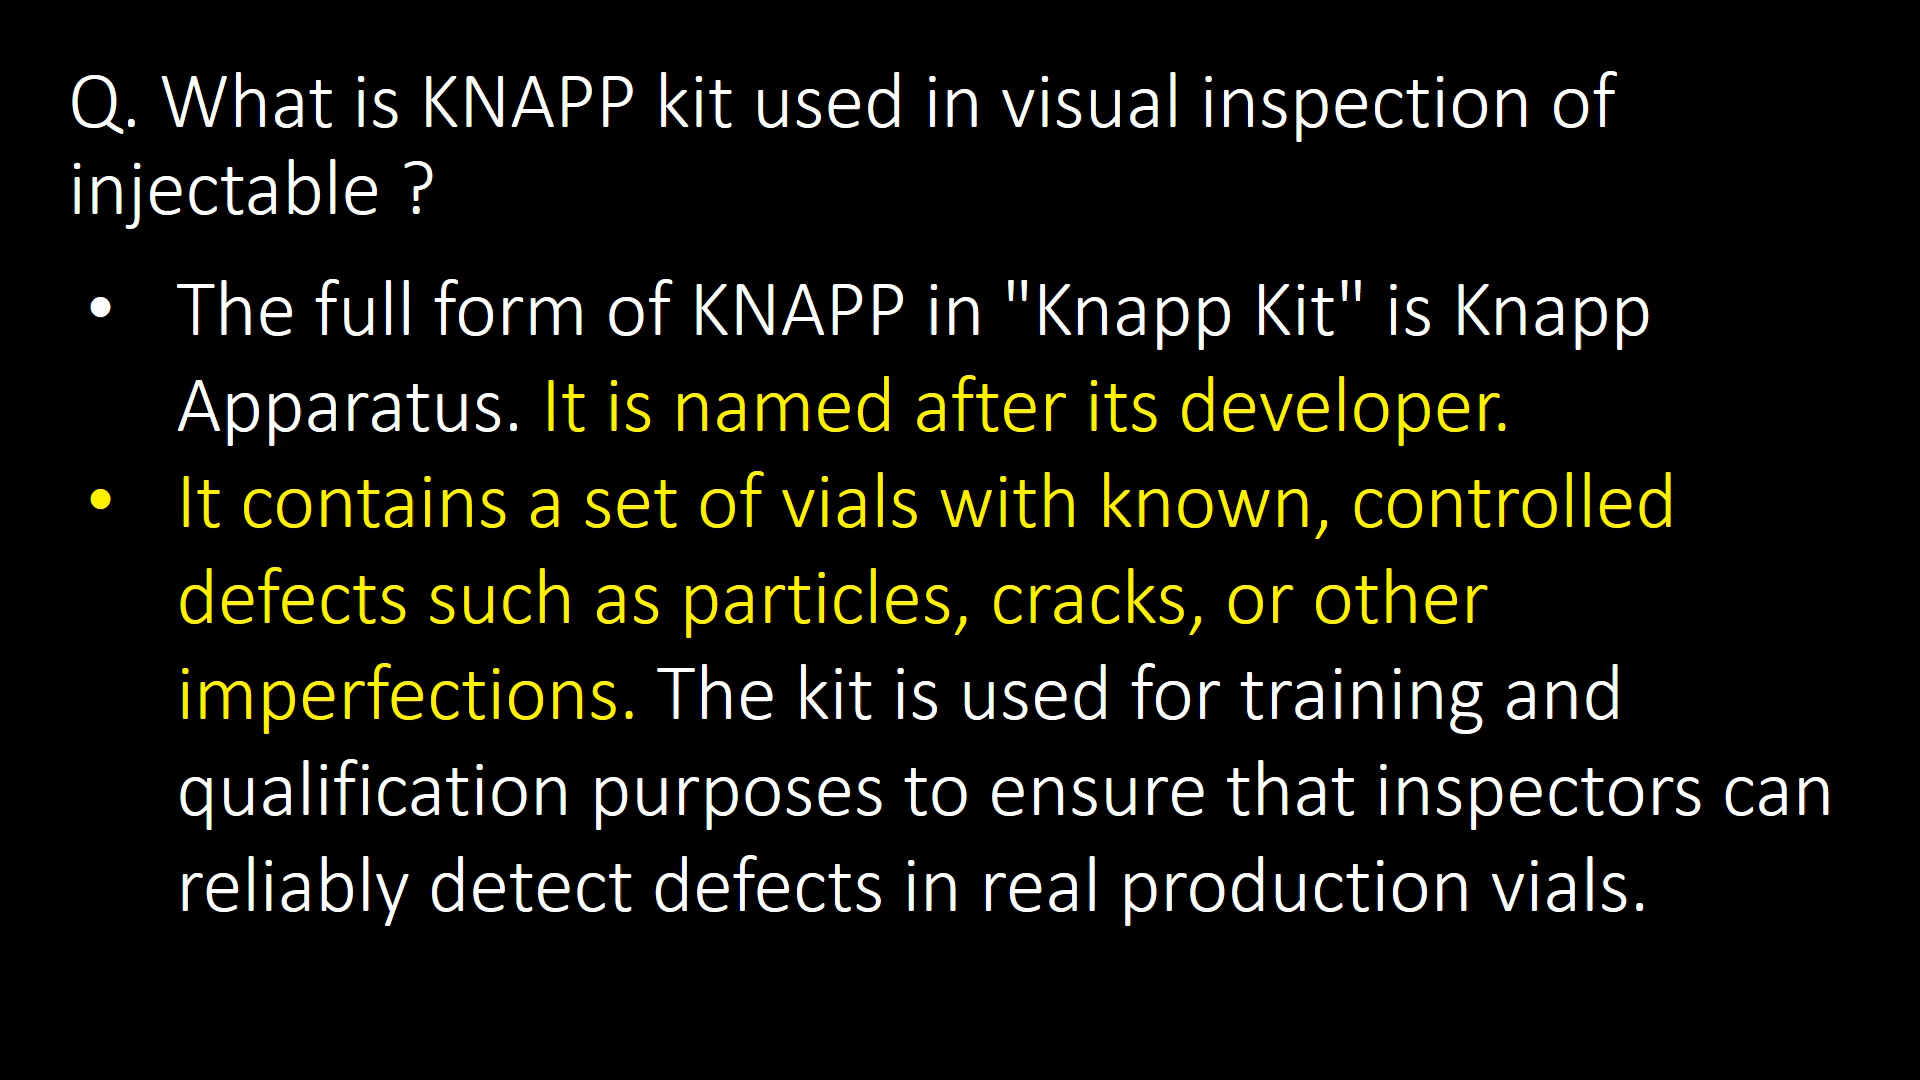 Q. What is KNAPP kit used in visual inspection of
injectable ?
• The full form of KNAPP in "Knapp Kit" is Knapp
Apparatus. It is named after its developer.
• It contains a set of vials with known, controlled
defects such as particles, cracks, or other
imperfections. The kit is used for training and
qualification purposes to ensure that inspectors can
reliably detect defects in real production vials.